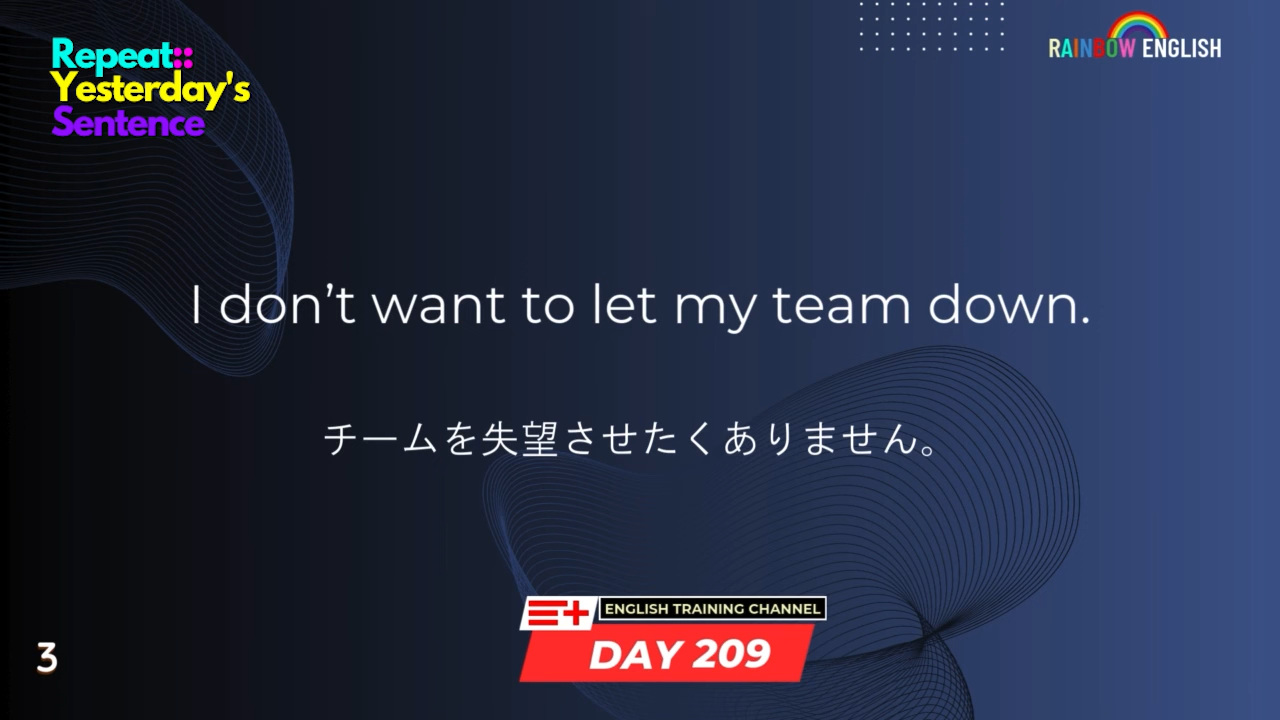 Repeat::
Yesterday's
Sentence
RAINBOW ENGLISH
I don’t want to let my team down.
チームを失望させたくありません。
ENGLISH TRAINING CHANNEL
DAY 209
3